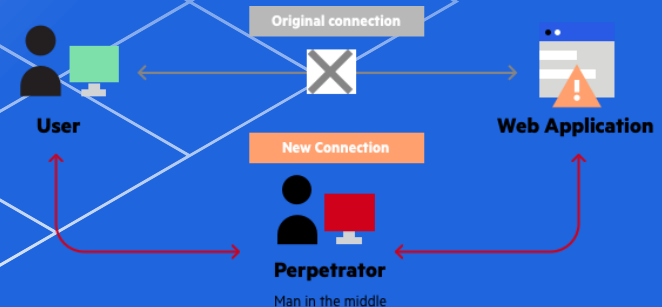 Original connection
User
Web Application
New Connection
Perpetrator
Man in the middle